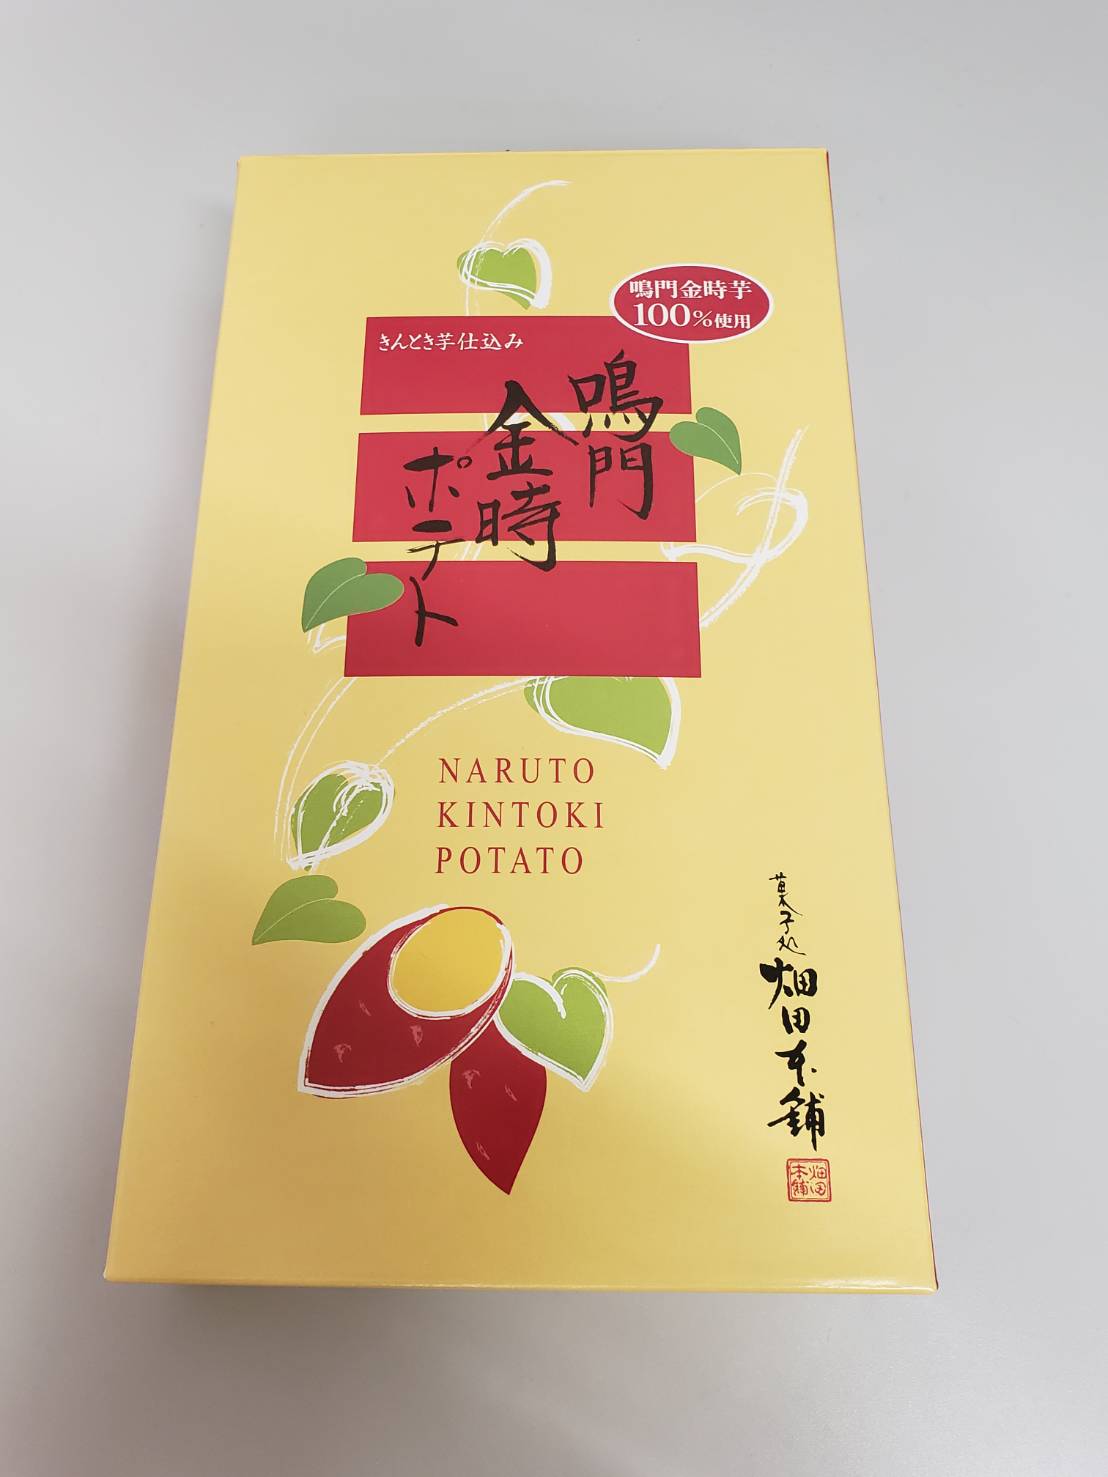 鳴門金時芋
100%使用
きんとき芋仕込み
鳴門
金時
ポテト
NARUTO
KINTOKI
POTATO
菓子処
畑田本舗
畑田
本舗